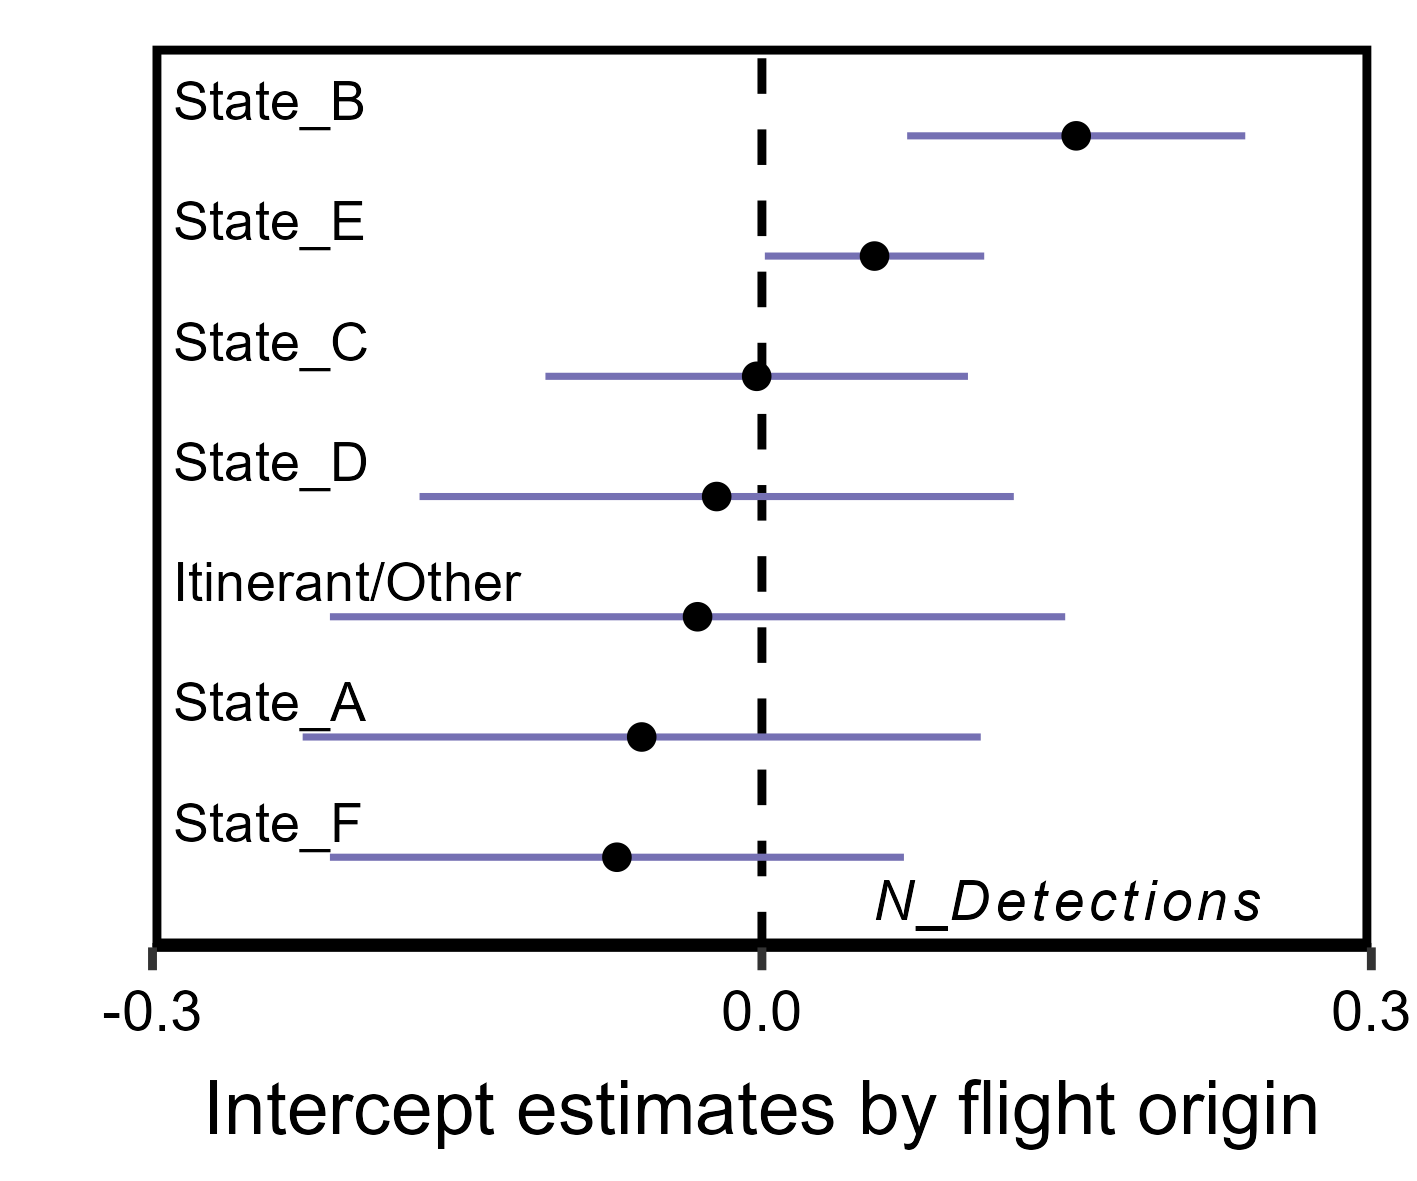 State_B
State_E
State_C
State_D
Itinerant/Other
State_A
State_F
N_Detections
-0.3 0.0 0.3
Intercept estimates by flight origin